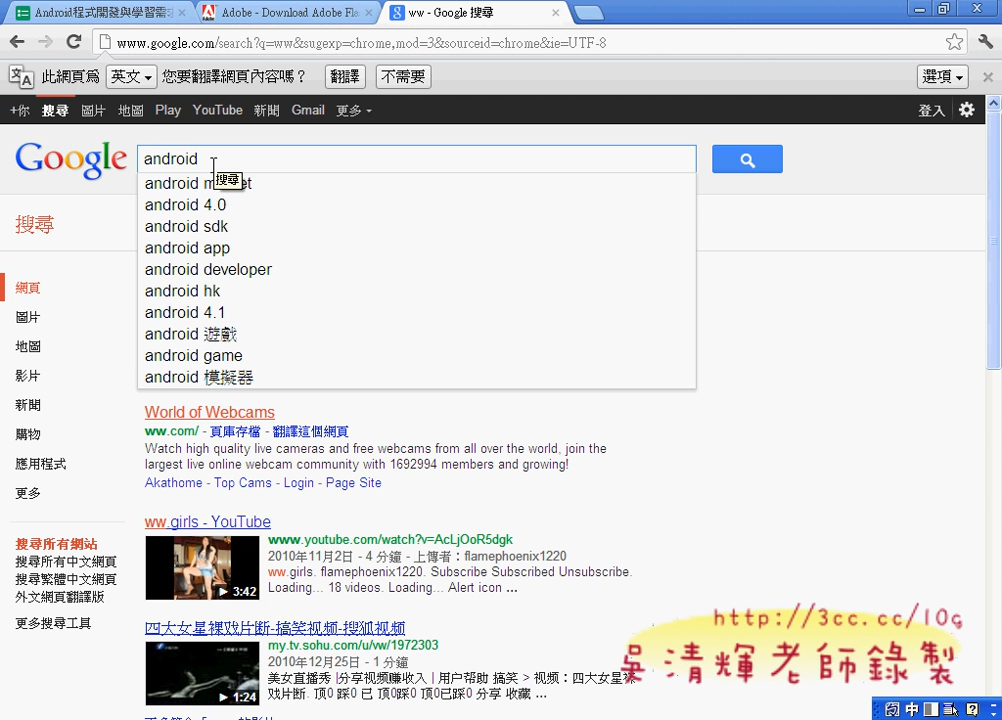 Android程式開發與學習需
Adobe - Download Adobe Fla
ww - Google 搜尋
www.google.com/search?q=ww&sugexp=chrome,mod=3&sourceid=chrome&ie=UTF-8
此網頁為 英文 您要翻譯網頁內容嗎？ 翻譯 不需要 選項
+你 搜尋 圖片 地圖 Play YouTube 新聞 Gmail 更多 登入
Google android
搜尋
android 4.0
android sdk
android app
android developer
android hk
android 4.1
android 遊戲
android game
android 模擬器
搜尋
網頁
圖片
地圖
影片
新聞
購物
應用程式
更多
搜尋所有網站
搜尋所有中文網頁
搜尋繁體中文網頁
外文網頁翻譯版
更多搜尋工具
World of Webcams
ww.com/ - 頁庫存檔 - 翻譯這個網頁
Watch high quality live cameras and free webcams from all over the world, join the
largest live online webcam community with 1692994 members and growing!
Akathome - Top Cams - Login - Page Site
ww.girls - YouTube
www.youtube.com/watch?v=AcLjOoR5dgk
2010年11月2日 - 4 分鐘 - 上傳者：flamephoenix1220
ww.girls. flamephoenix1220. Subscribe Subscribed Unsubscribe.
Loading... 18 videos. Loading... Alert icon ...
3:42
四大女星裸戏片断-搞笑视频-搜狐视频
my.tv.sohu.com/u/vw/1972303
2010年12月25日 - 1 分鐘
美女直播秀 |分享视频赚收入 | 用户帮助 搞笑 > 视频：四大女星裸
戏片断. 顶0 踩0 已 顶0踩0 顶0已踩0 分享 收藏 ...
1:24
http://3cc.cc/10g
吳清輝老師錄製
中